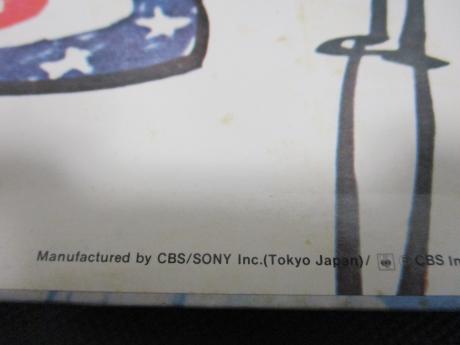 Manufactured by CBS/SONY Inc.(Tokyo Japan)/ ℗ CBS In